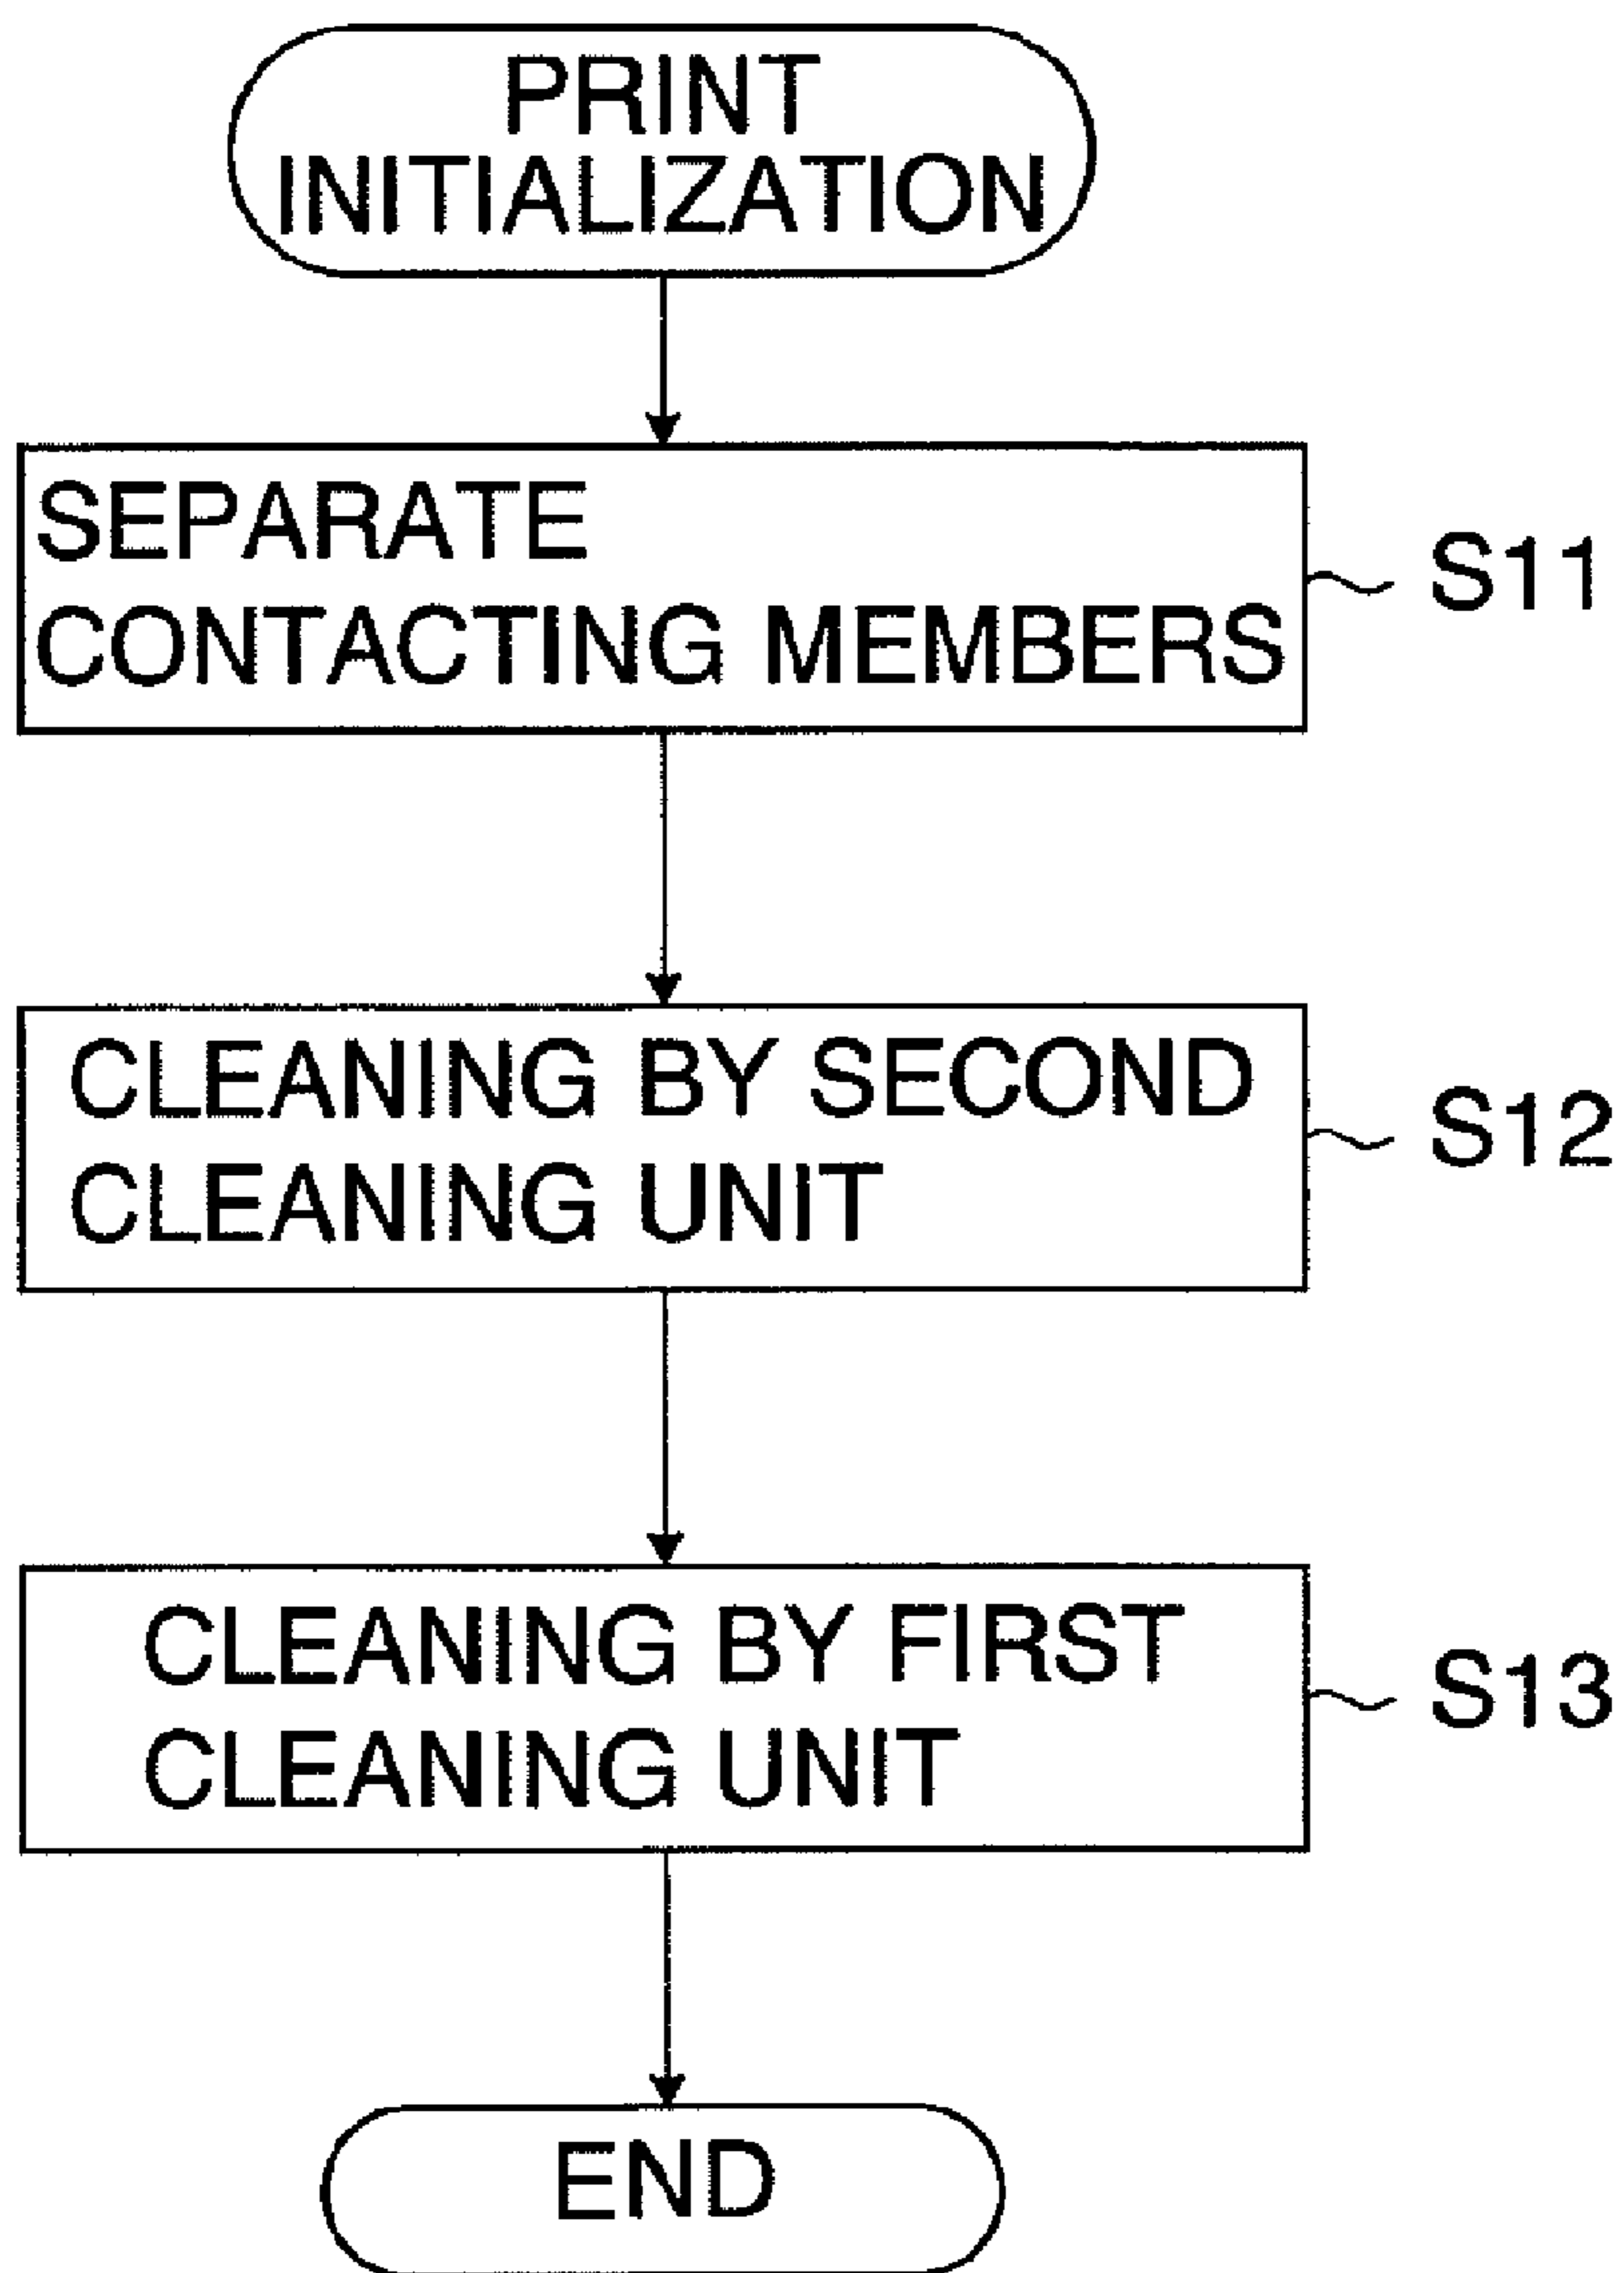 PRINT
INITIALIZATION
SEPARATE
CONTACTING MEMBERS
S11
CLEANING BY SECOND
CLEANING UNIT
S12
CLEANING BY FIRST
CLEANING UNIT
S13
END